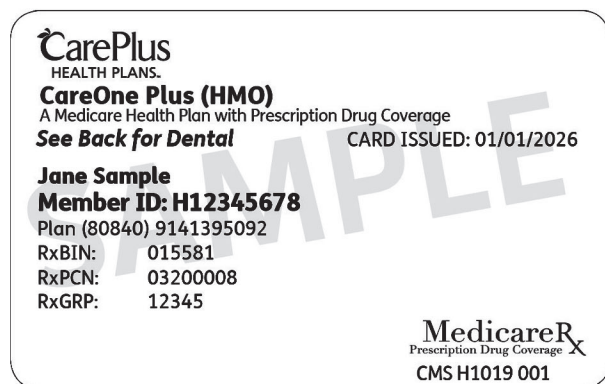 CarePlus
HEALTH PLANS™
CareOne Plus (HMO)
A Medicare Health Plan with Prescription Drug Coverage
See Back for Dental CARD ISSUED: 01/01/2026
Jane Sample
Member ID: H12345678
Plan (80840) 9141395092
RxBIN: 015581
RxPCN: 03200008
RxGRP: 12345
SAMPLE
MedicareRx
Prescription Drug Coverage
CMS H1019 001